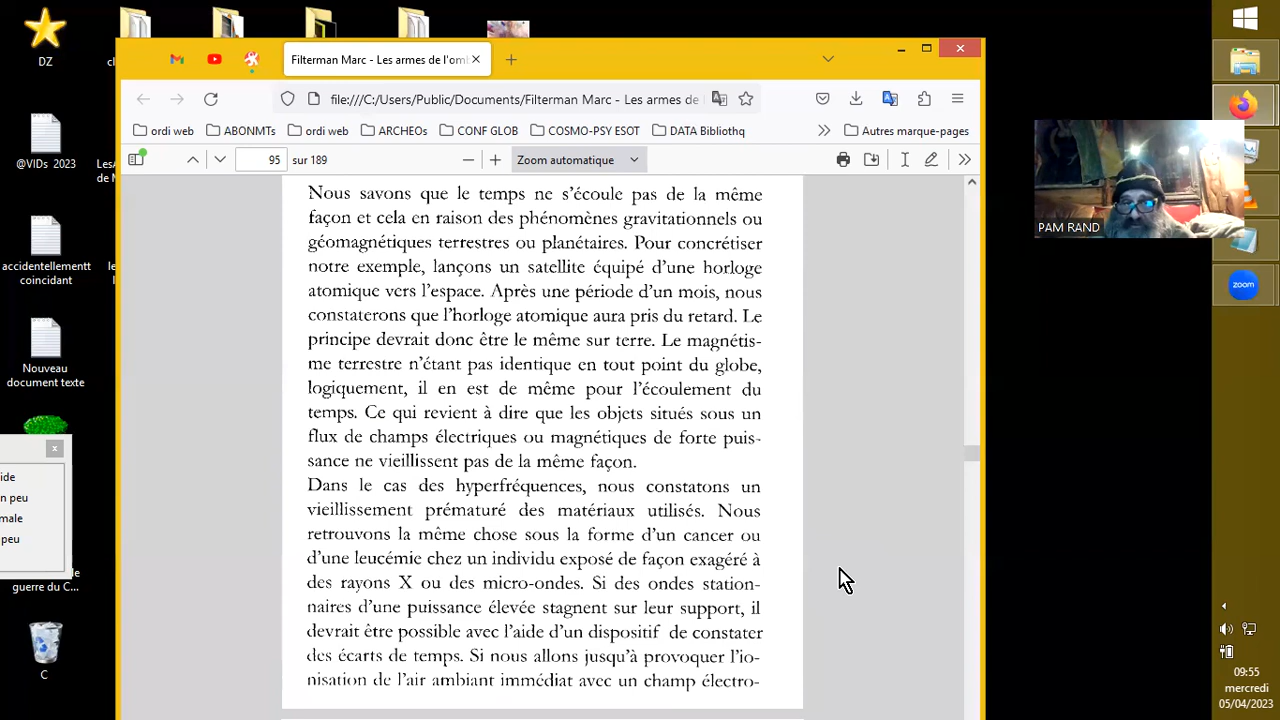 DZ
@VIDs 2023
accidentellementt
coincidant
Nouveau
document texte
ide
n peu
male
peu
guerre du C...
C
Filterman Marc - Les armes de l'oml
file:///C:/Users/Public/Documents/Filterman Marc - Les armes de
ordi web
ABONMTs
ordi web
ARCHEOs
CONF GLOB
COSMO-PSY ESOT
DATA Bibliothq
Autres marque-pages
95 sur 189
Zoom automatique
Nous savons que le temps ne s'écoule pas de la même
façon et cela en raison des phénomènes gravitationnels ou
géomagnétiques terrestres ou planétaires. Pour concrétiser
notre exemple, lançons un satellite équipé d'une horloge
atomique vers l'espace. Après une période d'un mois, nous
constaterons que l'horloge atomique aura pris du retard. Le
principe devrait donc être le même sur terre. Le magnétis-
me terrestre n'étant pas identique en tout point du globe,
logiquement, il en est de même pour l'écoulement du
temps. Ce qui revient à dire que les objets situés sous un
flux de champs électriques ou magnétiques de forte puis-
sance ne vieillissent pas de la même façon.
Dans le cas des hyperfréquences, nous constatons un
vieillissement prématuré des matériaux utilisés. Nous
retrouvons la même chose sous la forme d'un cancer ou
d'une leucémie chez un individu exposé de façon exagéré à
des rayons X ou des micro-ondes. Si des ondes station-
naires d'une puissance élevée stagnent sur leur support, il
devrait être possible avec l'aide d'un dispositif de constater
des écarts de temps. Si nous allons jusqu'à provoquer l'io-
nisation de l'air ambiant immédiat avec un champ électro-
PAM RAND
zoom
09:55
mercredi
05/04/2023